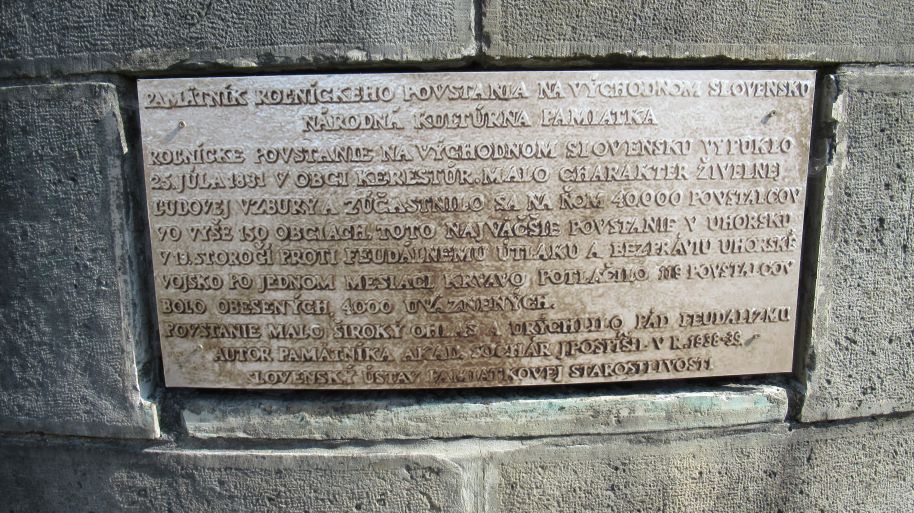 PAMÄTNÍK ROĽNÍCKEHO POVSTANIA NA VÝCHODNOM SLOVENSKU
NÁRODNÁ KULTÚRNA PAMIATKA
ROĽNÍCKE POVSTANIE NA VÝCHODNOM SLOVENSKU VYPUKLO
25. JÚLA 1831 V OBCI KERESTÚR. MALO CHARAKTER ŽIVELNEJ
ĽUDOVEJ VZBURY A ZÚČASTNILO SA NA ŇOM 40000 POVSTALCOV
VO VYŠE 150 OBCIACH. TOTO NAJVÄČŠIE POVSTANIE V UHORSKU
V 19. STOROČÍ PROTI FEUDÁLNEMU ÚTLAKU A BEZPRÁVIU UHORSKÉ
VOJSKO PO JEDNOM MESIACI KRVAVO POTLAČILO. 119 POVSTALCOV
BOLO OBESENÝCH, 4000 UVÄZNENÝCH.
POVSTANIE MALO ŠIROKÝ OHLAS A URÝCHLILO PÁD FEUDALIZMU
AUTOR PAMÄTNÍKA AKAD. SOCHÁR J. POSPÍŠIL V R. 1938-39.
SLOVENSKÝ ÚSTAV PAMIATKOVEJ STAROSTLIVOSTI